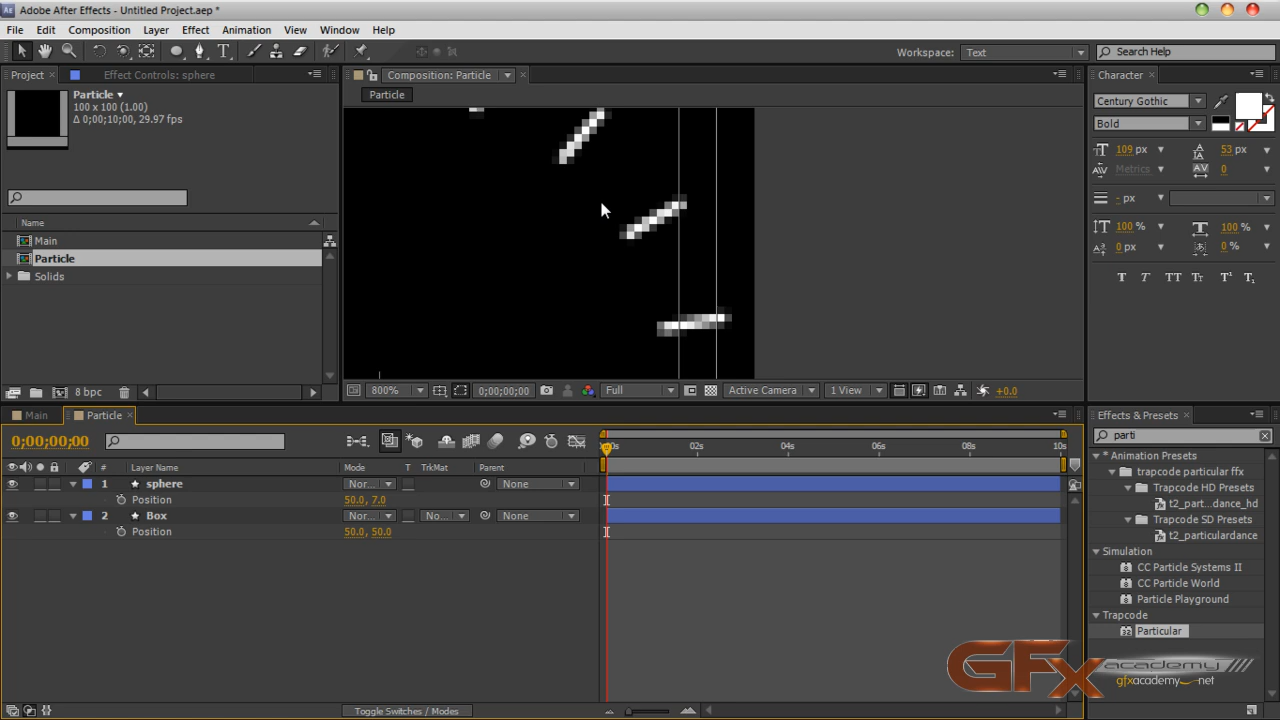 Adobe After Effects - Untitled Project.aep *
File Edit Composition Layer Effect Animation View Window Help
Workspace: Text Search Help
Project Effect Controls: sphere
Composition: Particle
Character
Particle
100 x 100 (1.00)
Δ 0;00;10;00, 29.97 fps
Particle
Century Gothic
Bold
109 px 53 px
Metrics 0
- px
100 % 100 %
0 px 0 %
T T TT Tr T¹ T₁
Name
Main
Particle
Solids
8 bpc
800% 0;00;00;00 Full Active Camera 1 View +0.0
Main Particle
0;00;00;00
Layer Name Mode T TrkMat Parent
1 sphere Nor... None
Position 50.0, 7.0
2 Box Nor... No... None
Position 50.0, 50.0
02s 04s 06s 08s 10s
Toggle Switches / Modes
Effects & Presets
parti
* Animation Presets
trapcode particular ffx
Trapcode HD Presets
t2_part...dance_hd
Trapcode SD Presets
t2_particulardance
Simulation
CC Particle Systems II
CC Particle World
Particle Playground
Trapcode
Particular
GFX academy
gfxacademy.net